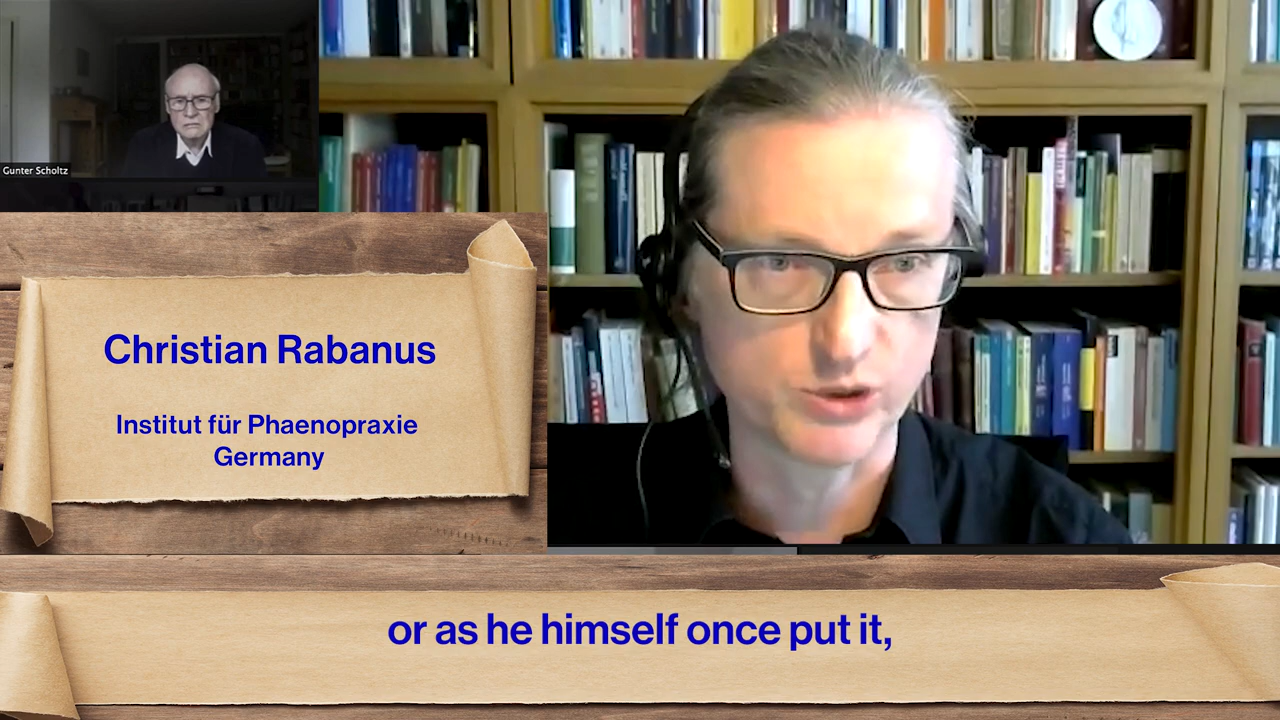 Gunter Scholtz
Christian Rabanus
Institut für Phaenopraxie
Germany
or as he himself once put it,